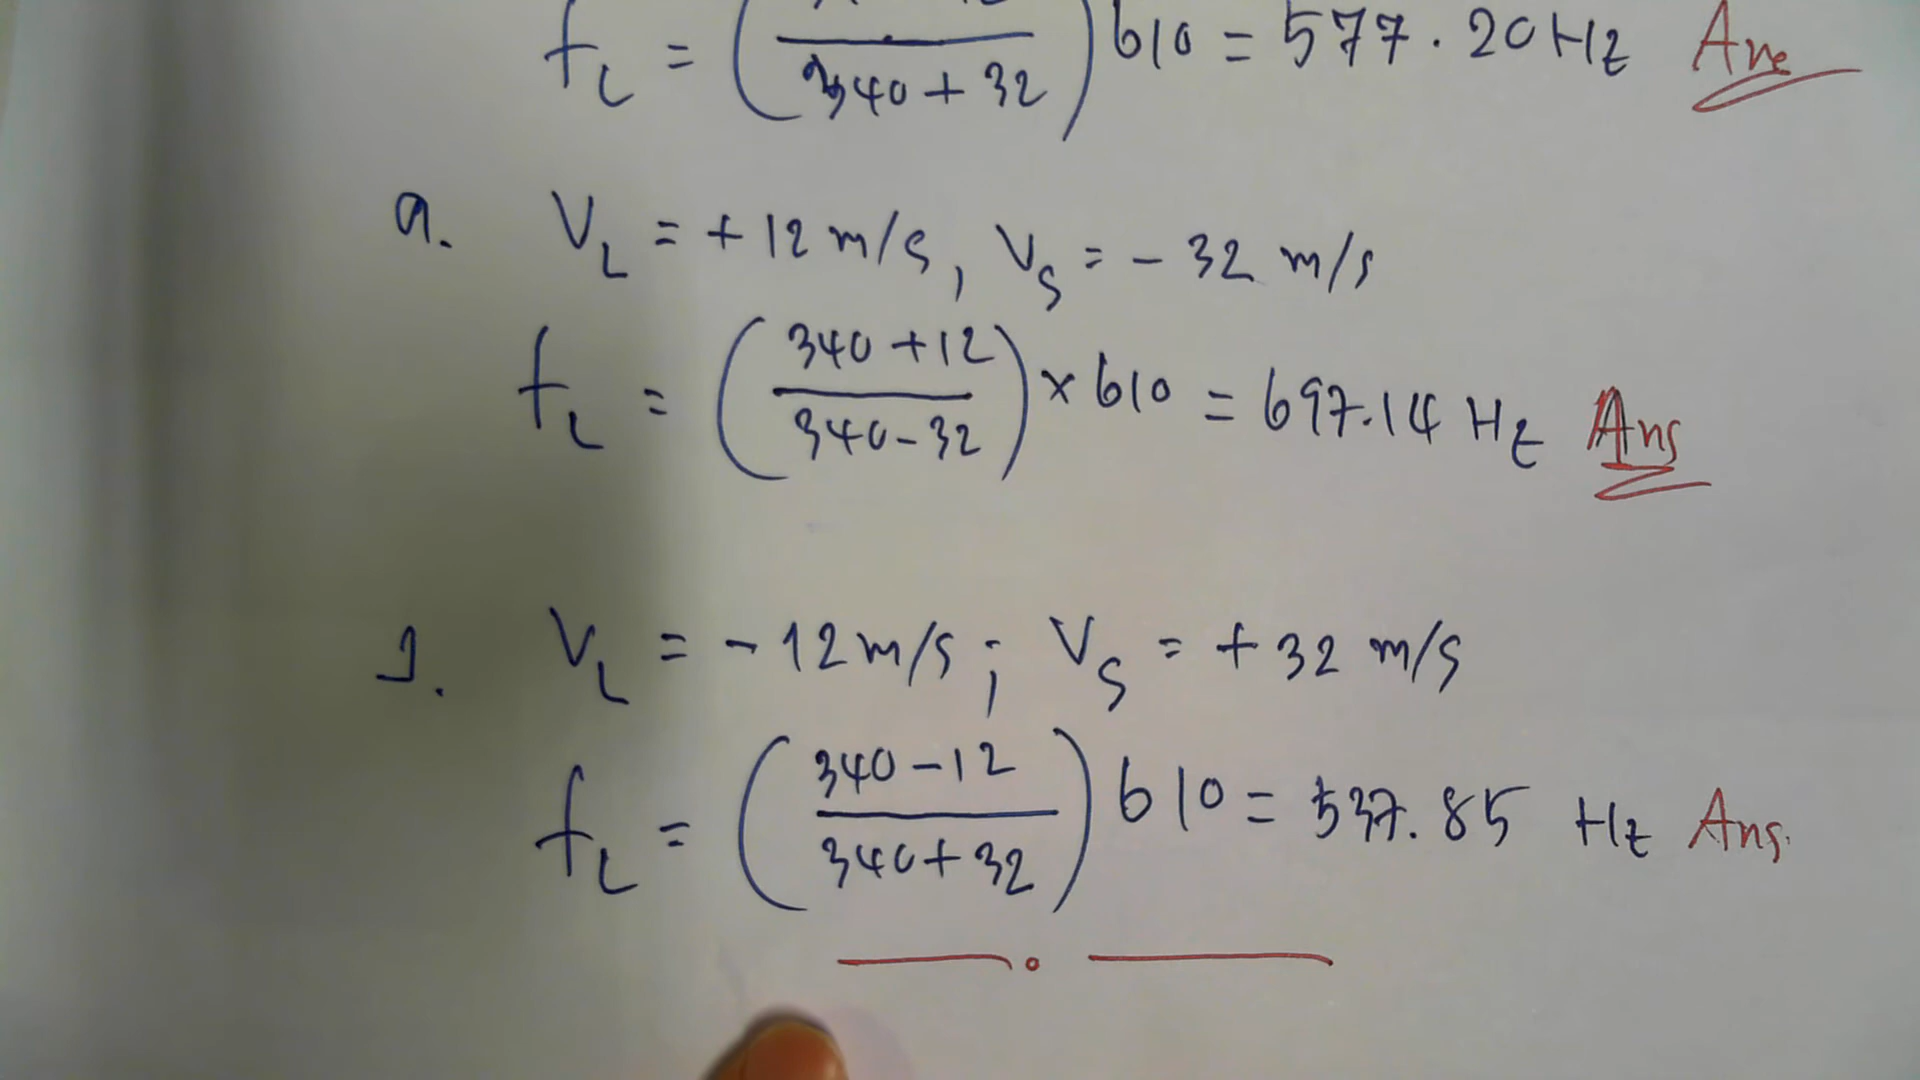 f_L = ( / 340 + 32 ) 610 = 577.20 Hz Ans
a. V_L = + 12 m/s, V_S = - 32 m/s
f_L = ( 340 + 12 / 340 - 32 ) × 610 = 697.14 Hz Ans
V_L = - 12 m/s ; V_S = + 32 m/s
f_L = ( 340 - 12 / 340 + 32 ) 610 = 537.85 Hz Ans.